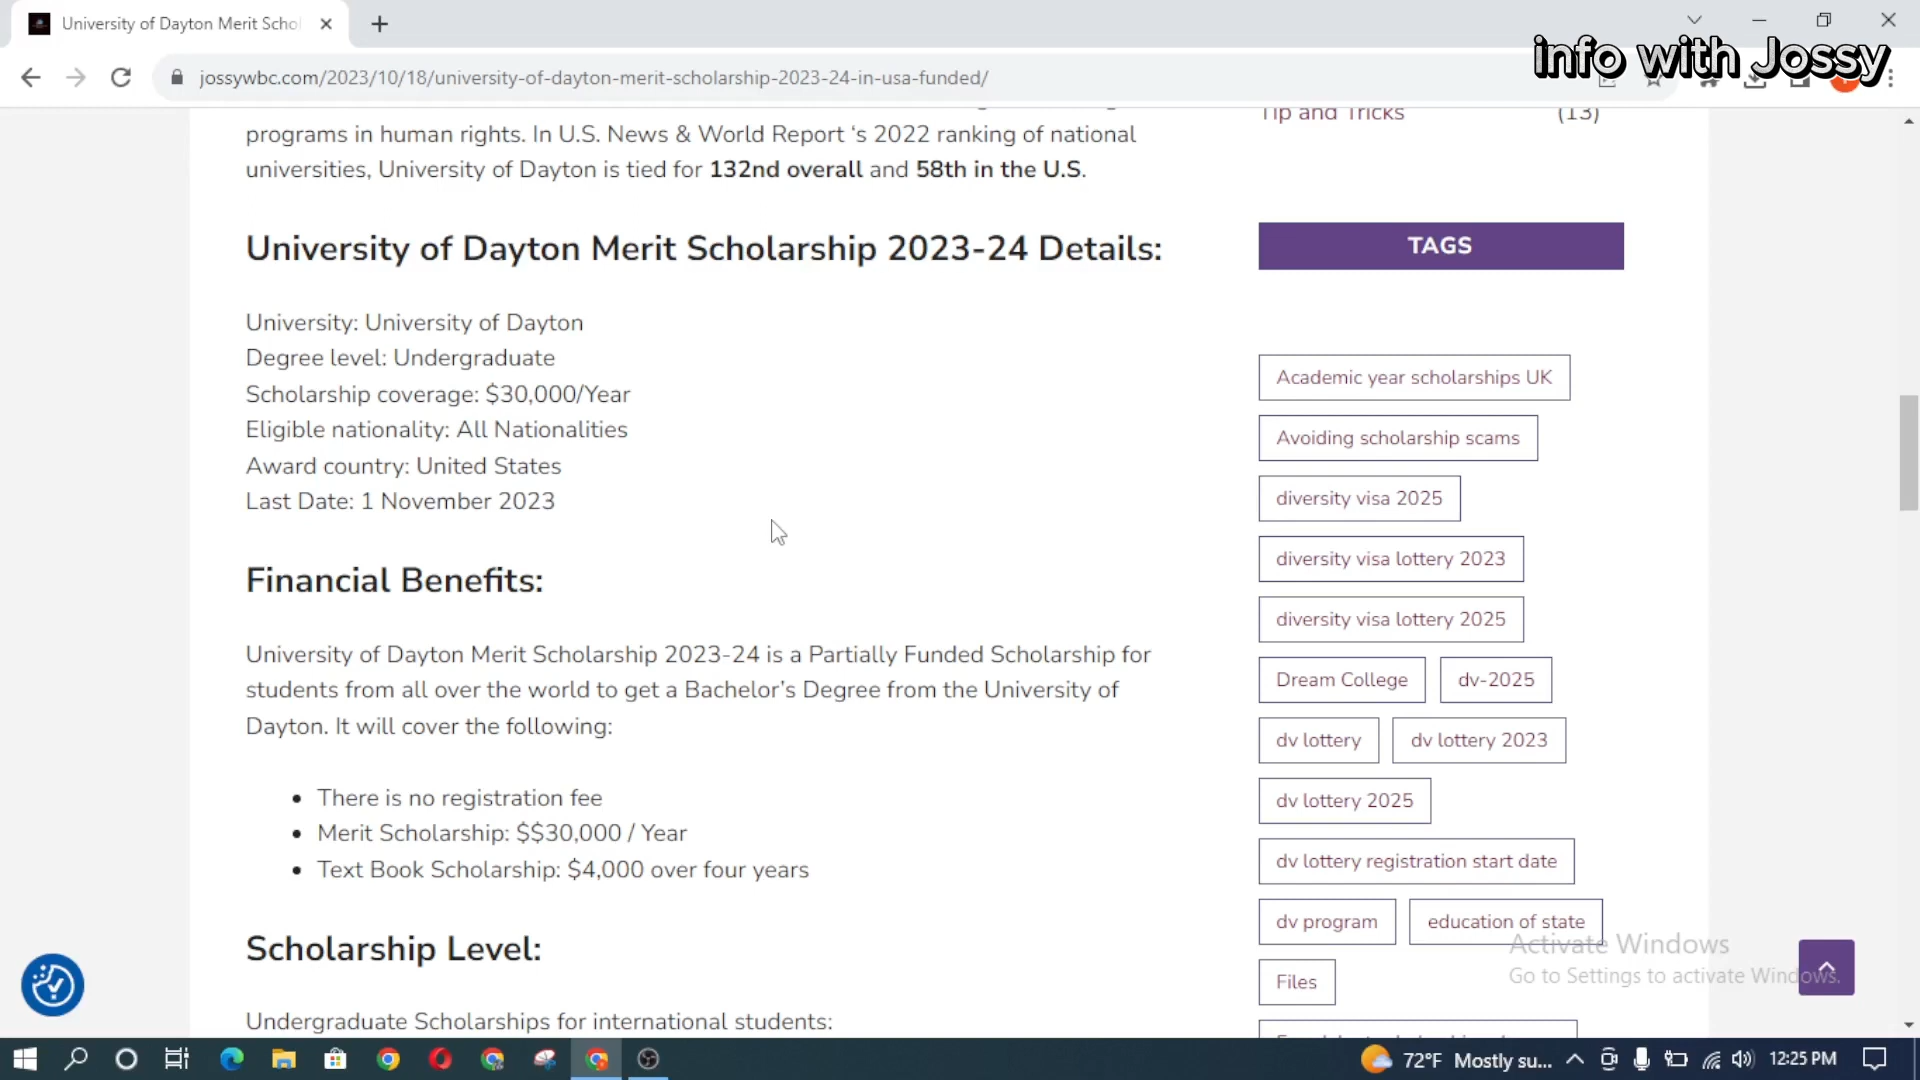 University of Dayton Merit Schol
jossywbc.com/2023/10/18/university-of-dayton-merit-scholarship-2023-24-in-usa-funded/
info with Jossy
programs in human rights. In U.S. News & World Report ‘s 2022 ranking of national
universities, University of Dayton is tied for 132nd overall and 58th in the U.S.
University of Dayton Merit Scholarship 2023-24 Details:
University: University of Dayton
Degree level: Undergraduate
Scholarship coverage: $30,000/Year
Eligible nationality: All Nationalities
Award country: United States
Last Date: 1 November 2023
Financial Benefits:
University of Dayton Merit Scholarship 2023-24 is a Partially Funded Scholarship for
students from all over the world to get a Bachelor’s Degree from the University of
Dayton. It will cover the following:
There is no registration fee
Merit Scholarship: $$30,000 / Year
Text Book Scholarship: $4,000 over four years
Scholarship Level:
Undergraduate Scholarships for international students:
Tip and Tricks (13)
TAGS
Academic year scholarships UK
Avoiding scholarship scams
diversity visa 2025
diversity visa lottery 2023
diversity visa lottery 2025
Dream College dv-2025
dv lottery dv lottery 2023
dv lottery 2025
dv lottery registration start date
dv program education of state
Files
Activate Windows
Go to Settings to activate Windows.
72°F Mostly su... 12:25 PM